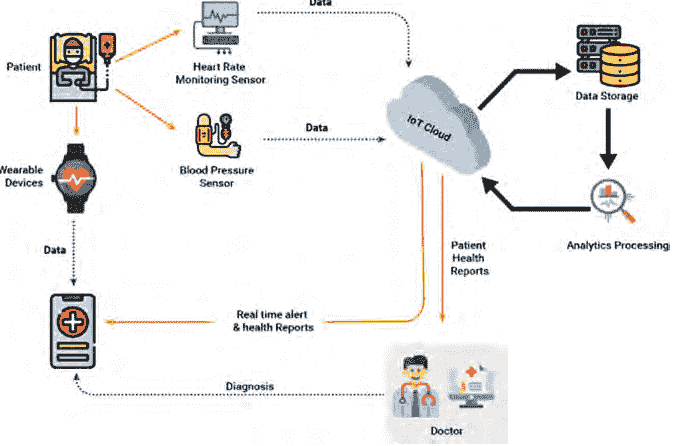 Data
Patient
Heart Rate
Monitoring Sensor
Data Storage
IoT Cloud
Data
Wearable
Devices
Blood Pressure
Sensor
Data
Patient
Health
Reports
Analytics Processing
Real time alert
& health Reports
Diagnosis
Doctor